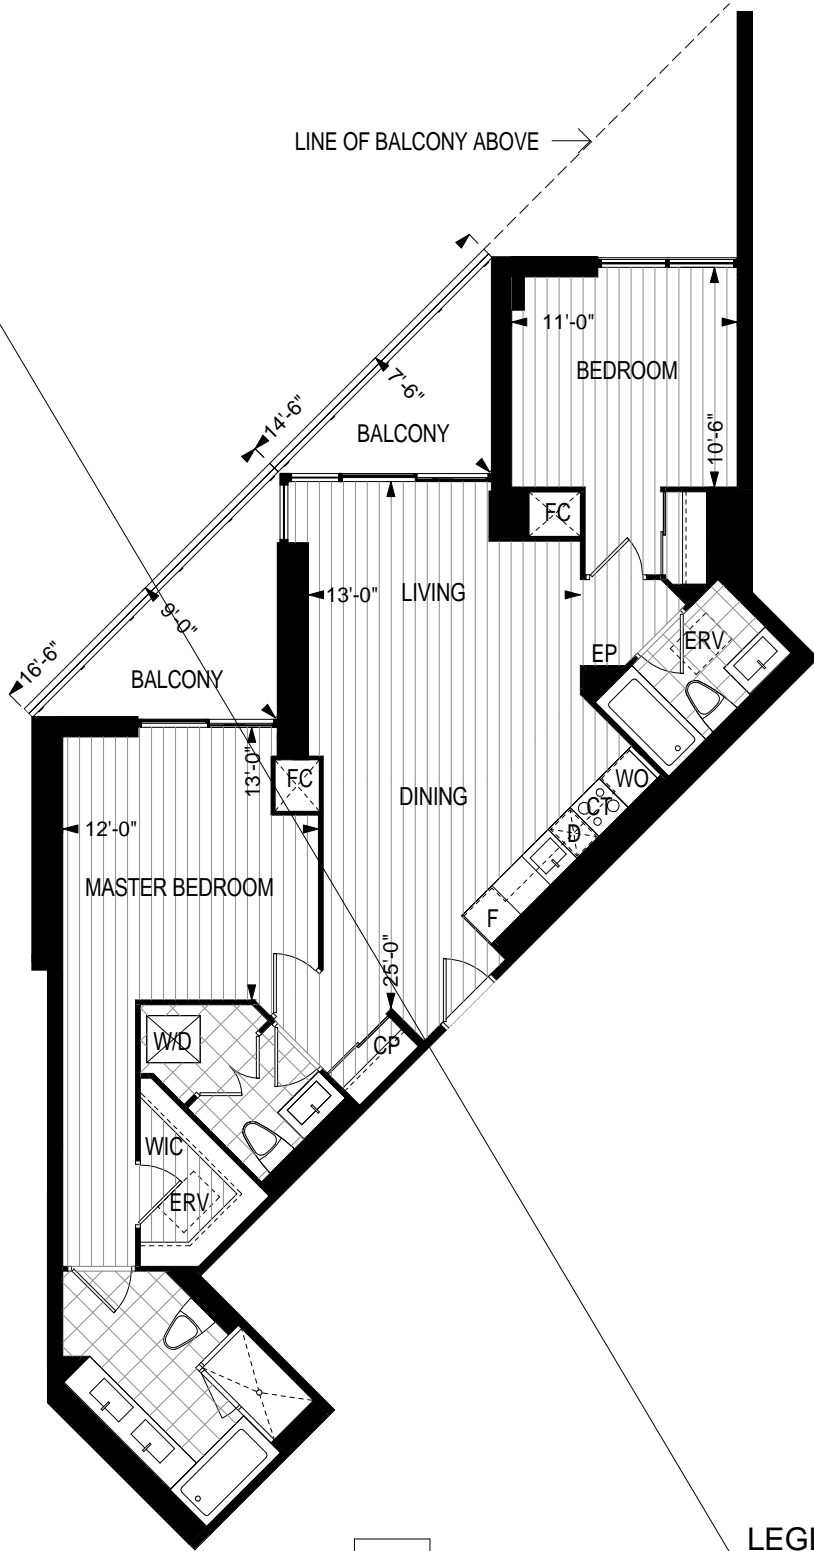 LINE OF BALCONY ABOVE
11'-0"
BEDROOM
7'-6"
14'-6"
BALCONY
10'-6"
FC
13'-0"
LIVING
9'-0"
16'-6"
EP
ERV
BALCONY
13'-0"
FC
WO
DINING
CT
12'-0"
D
MASTER BEDROOM
F
25'-0"
W/D
CP
WIC
ERV